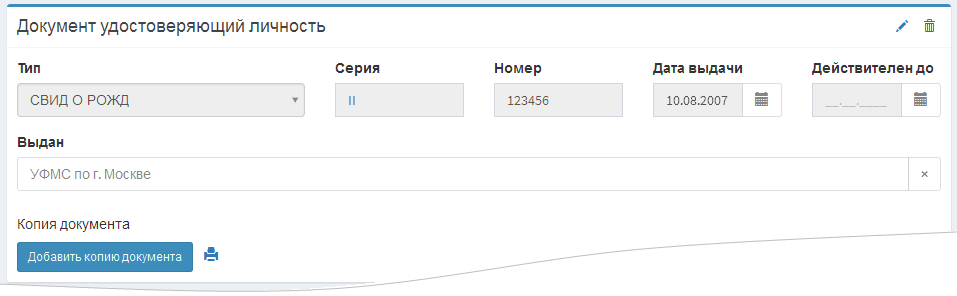 Документ удостоверяющий личность
Тип Серия Номер Дата выдачи Действителен до
СВИД О РОЖД II 123456 10.08.2007 __.__.____
Выдан
УФМС по г. Москве ×
Копия документа
Добавить копию документа